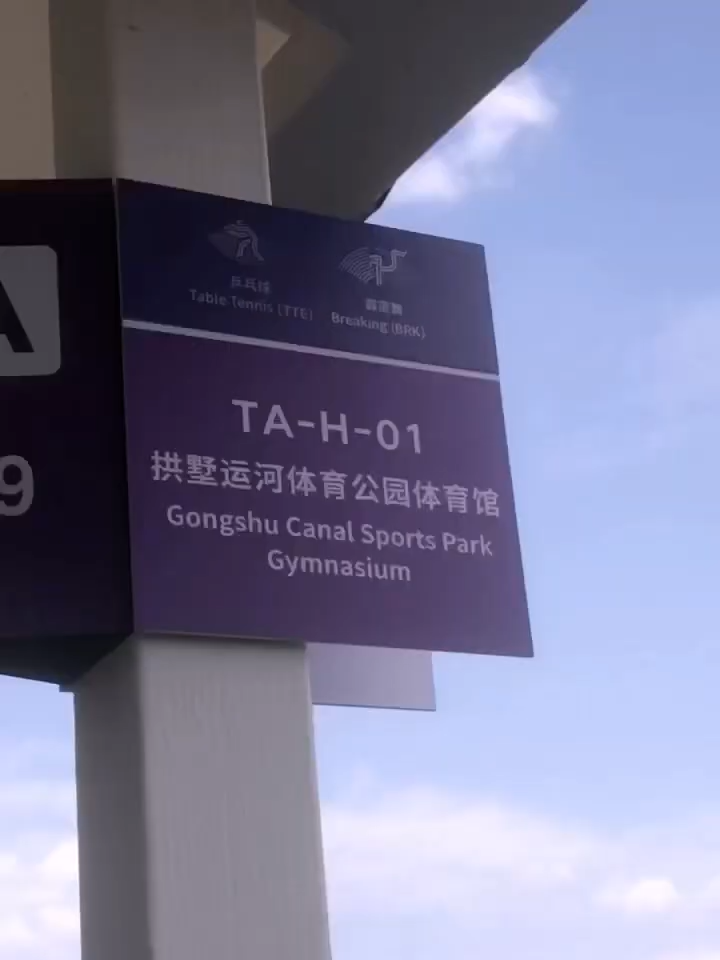 乒乓球
Table Tennis (TTE)
霹雳舞
Breaking (BRK)
TA-H-01
拱墅运河体育公园体育馆
Gongshu Canal Sports Park
Gymnasium
A
9